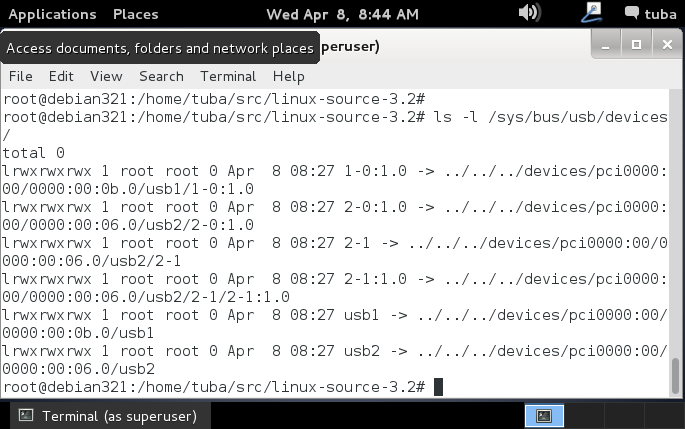 Applications Places Wed Apr 8, 8:44 AM tuba
Access documents, folders and network places peruser)
File Edit View Search Terminal Help
root@debian321:/home/tuba/src/linux-source-3.2#
root@debian321:/home/tuba/src/linux-source-3.2# ls -l /sys/bus/usb/devices
/
total 0
lrwxrwxrwx 1 root root 0 Apr  8 08:27 1-0:1.0 -> ../../../devices/pci0000:
00/0000:00:0b.0/usb1/1-0:1.0
lrwxrwxrwx 1 root root 0 Apr  8 08:27 2-0:1.0 -> ../../../devices/pci0000:
00/0000:00:06.0/usb2/2-0:1.0
lrwxrwxrwx 1 root root 0 Apr  8 08:27 2-1 -> ../../../devices/pci0000:00/0
000:00:06.0/usb2/2-1
lrwxrwxrwx 1 root root 0 Apr  8 08:27 2-1:1.0 -> ../../../devices/pci0000:
00/0000:00:06.0/usb2/2-1/2-1:1.0
lrwxrwxrwx 1 root root 0 Apr  8 08:27 usb1 -> ../../../devices/pci0000:00/
0000:00:0b.0/usb1
lrwxrwxrwx 1 root root 0 Apr  8 08:27 usb2 -> ../../../devices/pci0000:00/
0000:00:06.0/usb2
root@debian321:/home/tuba/src/linux-source-3.2#
Terminal (as superuser)